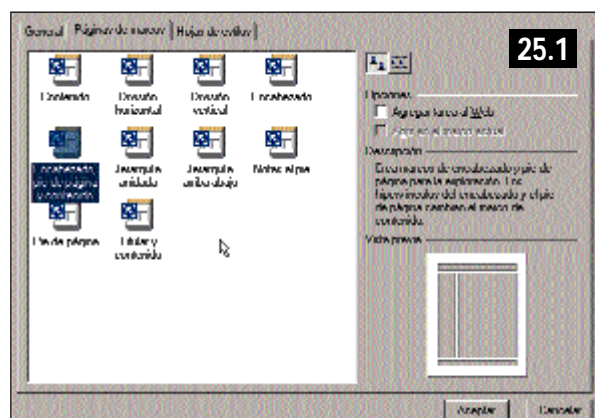 General Páginas de marcos Hojas de estilos
25.1
Contenido División horizontal División vertical Encabezado
Encabezado, pie de página y contenido Jerarquía anidada Jerarquía arriba-abajo Notas al pie
Pie de página Titular y contenido
Opciones
Agregar tarea al Web
Abrir en el marco actual
Descripción
Crea marcos de encabezado y pie de
página para la exploración. Los
hipervínculos del encabezado y el pie
de página cambian el marco de
contenido.
Vista previa
Aceptar Cancelar